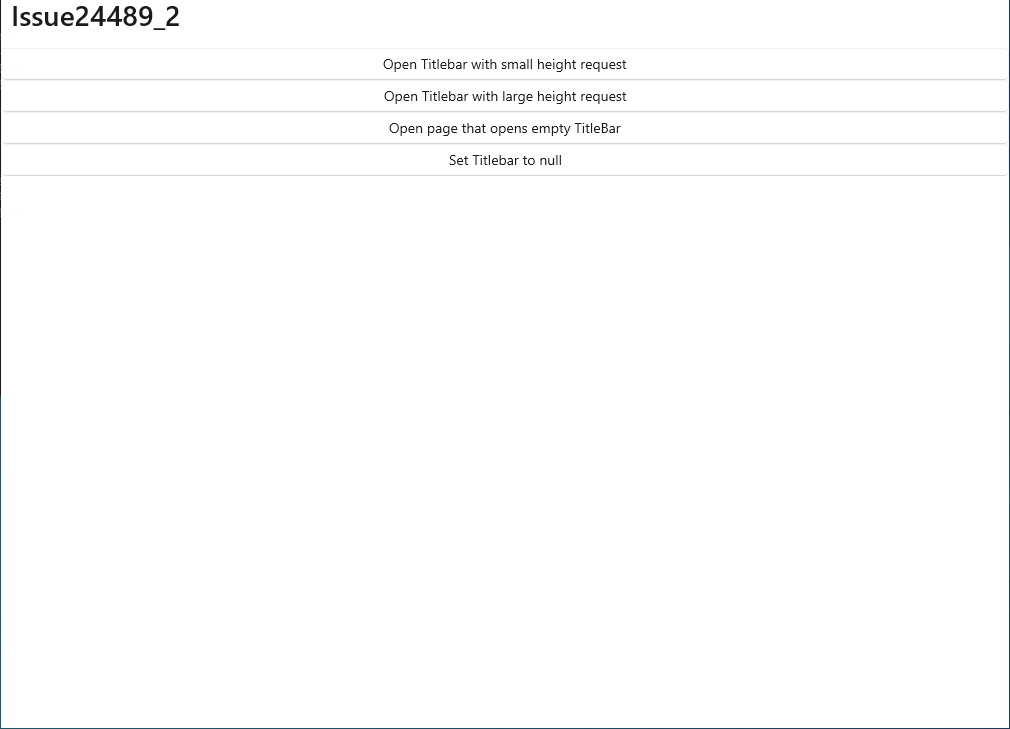 Issue24489_2
Open Titlebar with small height request
Open Titlebar with large height request
Open page that opens empty TitleBar
Set Titlebar to null